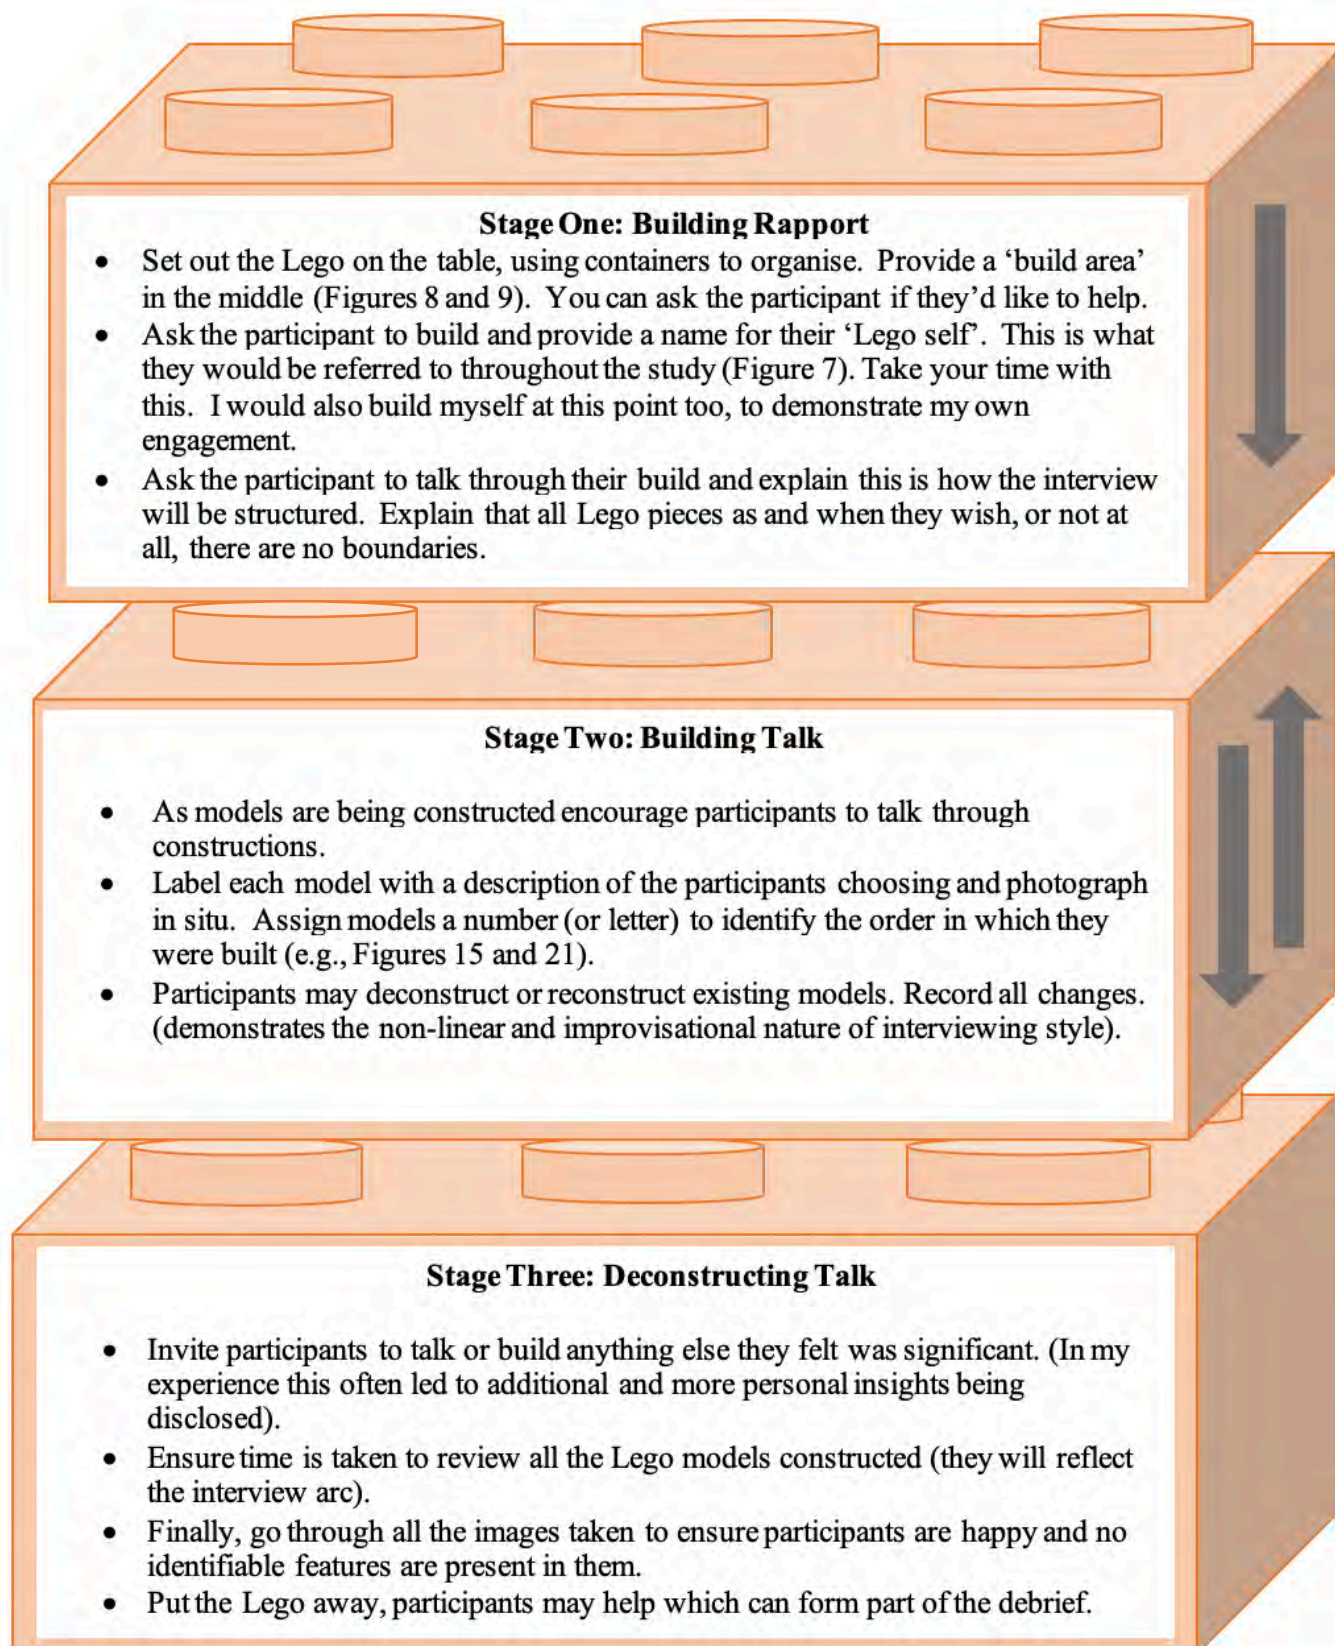 Stage One: Building Rapport
• Set out the Lego on the table, using containers to organise. Provide a ‘build area’
in the middle (Figures 8 and 9). You can ask the participant if they’d like to help.
• Ask the participant to build and provide a name for their ‘Lego self’. This is what
they would be referred to throughout the study (Figure 7). Take your time with
this. I would also build myself at this point too, to demonstrate my own
engagement.
• Ask the participant to talk through their build and explain this is how the interview
will be structured. Explain that all Lego pieces as and when they wish, or not at
all, there are no boundaries.
Stage Two: Building Talk
• As models are being constructed encourage participants to talk through
constructions.
• Label each model with a description of the participants choosing and photograph
in situ. Assign models a number (or letter) to identify the order in which they
were built (e.g., Figures 15 and 21).
• Participants may deconstruct or reconstruct existing models. Record all changes.
(demonstrates the non-linear and improvisational nature of interviewing style).
Stage Three: Deconstructing Talk
• Invite participants to talk or build anything else they felt was significant. (In my
experience this often led to additional and more personal insights being
disclosed).
• Ensure time is taken to review all the Lego models constructed (they will reflect
the interview arc).
• Finally, go through all the images taken to ensure participants are happy and no
identifiable features are present in them.
• Put the Lego away, participants may help which can form part of the debrief.